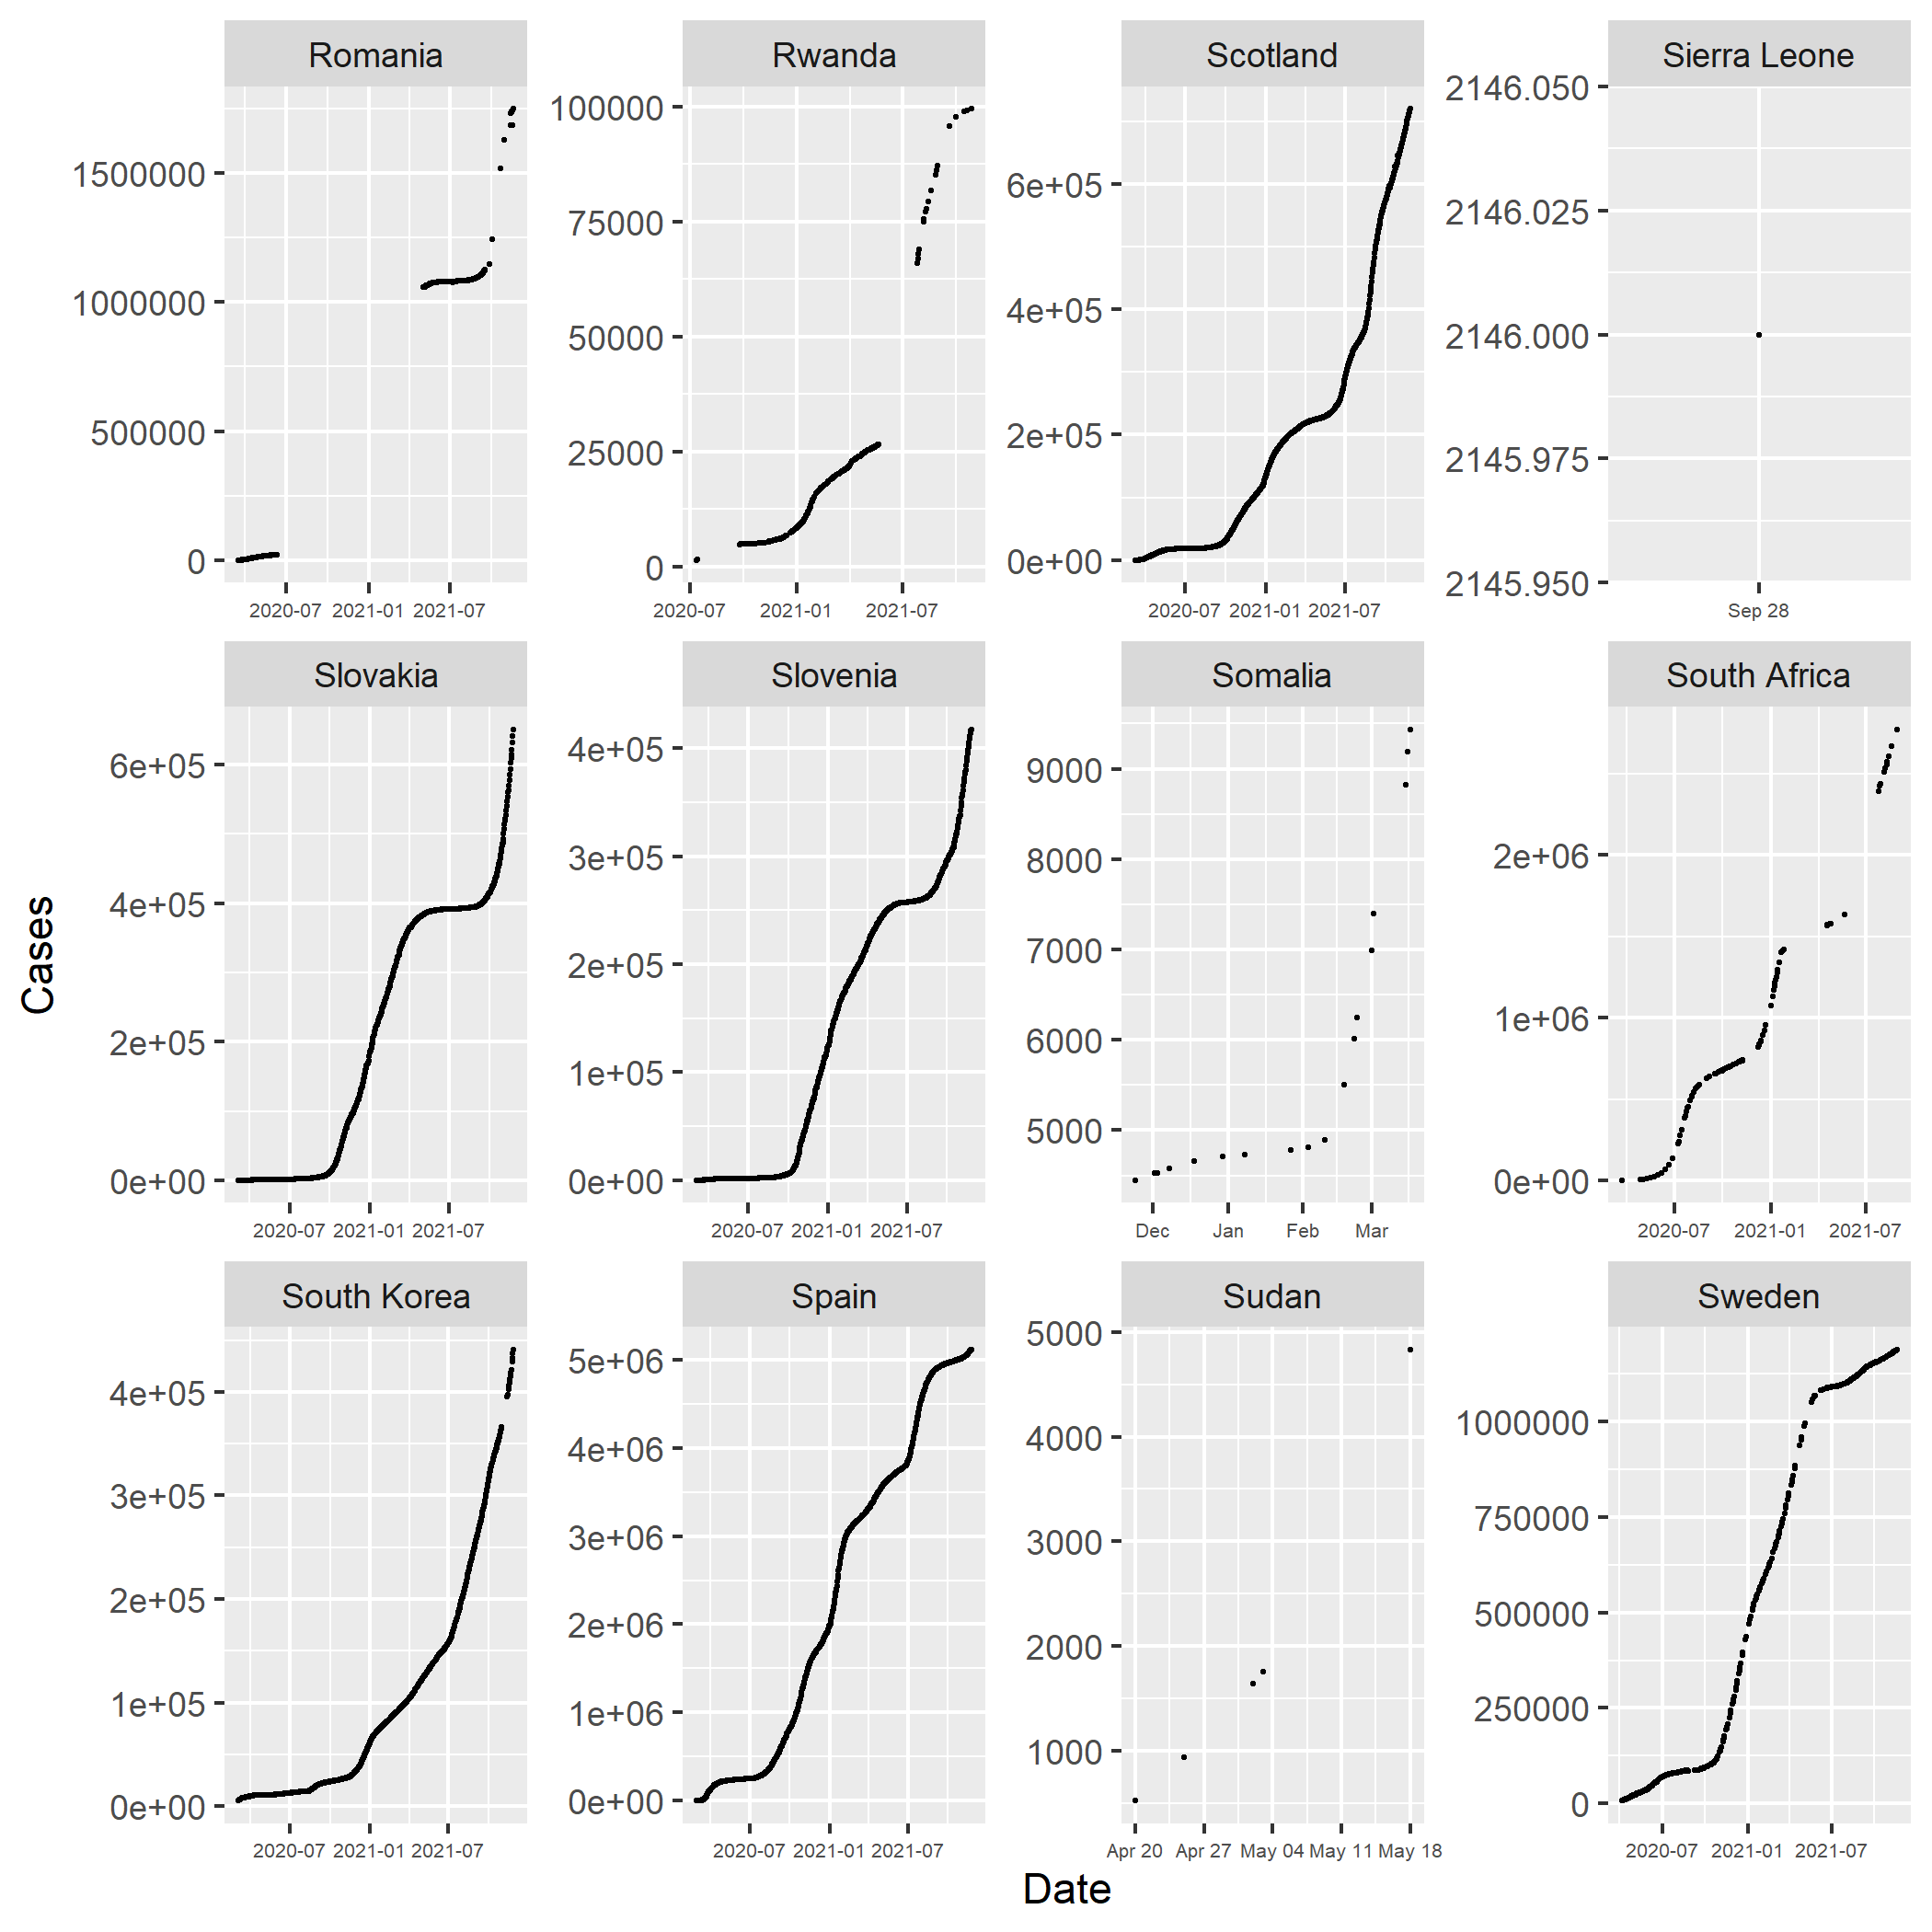 Romania Rwanda Scotland Sierra Leone
1500000
1000000
500000
0
2020-07 2021-01 2021-07
100000
75000
50000
25000
0
2020-07 2021-01 2021-07
6e+05
4e+05
2e+05
0e+00
2020-07 2021-01 2021-07
2146.050
2146.025
2146.000
2145.975
2145.950
Sep 28
Slovakia Slovenia Somalia South Africa
6e+05
4e+05
2e+05
0e+00
2020-07 2021-01 2021-07
4e+05
3e+05
2e+05
1e+05
0e+00
2020-07 2021-01 2021-07
9000
8000
7000
6000
5000
Dec Jan Feb Mar
2e+06
1e+06
0e+00
2020-07 2021-01 2021-07
South Korea Spain Sudan Sweden
4e+05
3e+05
2e+05
1e+05
0e+00
2020-07 2021-01 2021-07
5e+06
4e+06
3e+06
2e+06
1e+06
0e+00
2020-07 2021-01 2021-07
5000
4000
3000
2000
1000
Apr 20 Apr 27 May 04 May 11 May 18
1000000
750000
500000
250000
0
2020-07 2021-01 2021-07
Cases
Date